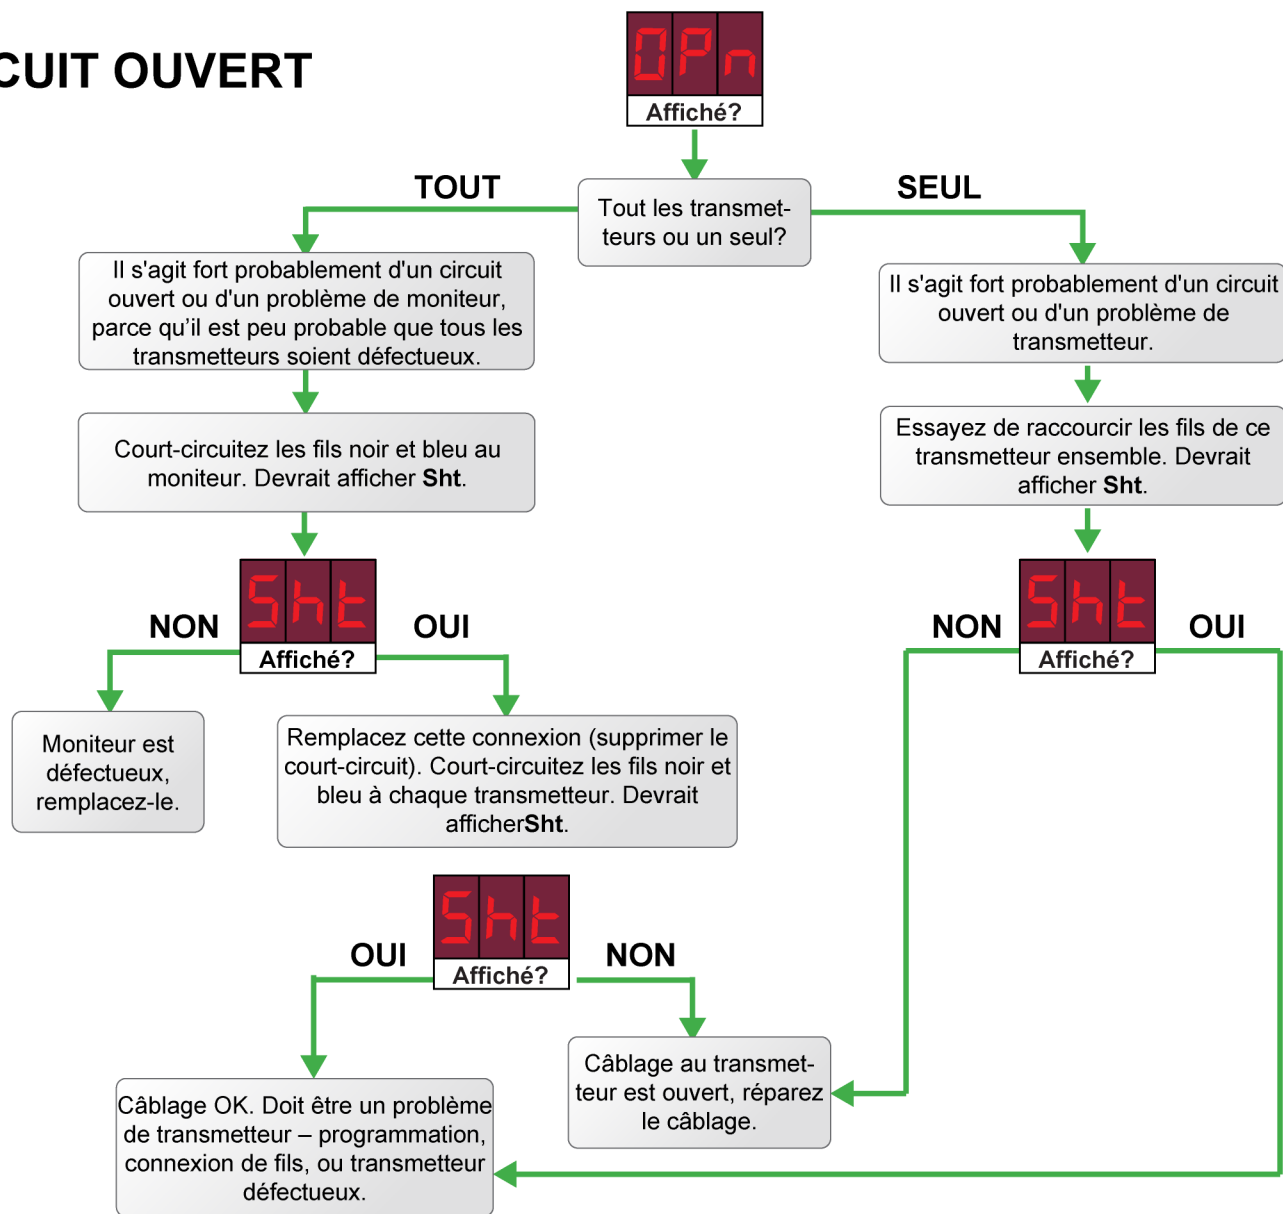 CUIT OUVERT
OPn
Affiché?
TOUT
SEUL
Tout les transmet-
teurs ou un seul?
Il s'agit fort probablement d'un circuit
ouvert ou d'un problème de moniteur,
parce qu’il est peu probable que tous les
transmetteurs soient défectueux.
Il s'agit fort probablement d'un circuit
ouvert ou d'un problème de
transmetteur.
Court-circuitez les fils noir et bleu au
moniteur. Devrait afficher Sht.
Essayez de raccourcir les fils de ce
transmetteur ensemble. Devrait
afficher Sht.
Sht
Affiché?
NON
OUI
Sht
Affiché?
NON
OUI
Moniteur est
défectueux,
remplacez-le.
Remplacez cette connexion (supprimer le
court-circuit). Court-circuitez les fils noir et
bleu à chaque transmetteur. Devrait
afficherSht.
Sht
Affiché?
OUI
NON
Câblage au transmet-
teur est ouvert, réparez
le câblage.
Câblage OK. Doit être un problème
de transmetteur – programmation,
connexion de fils, ou transmetteur
défectueux.